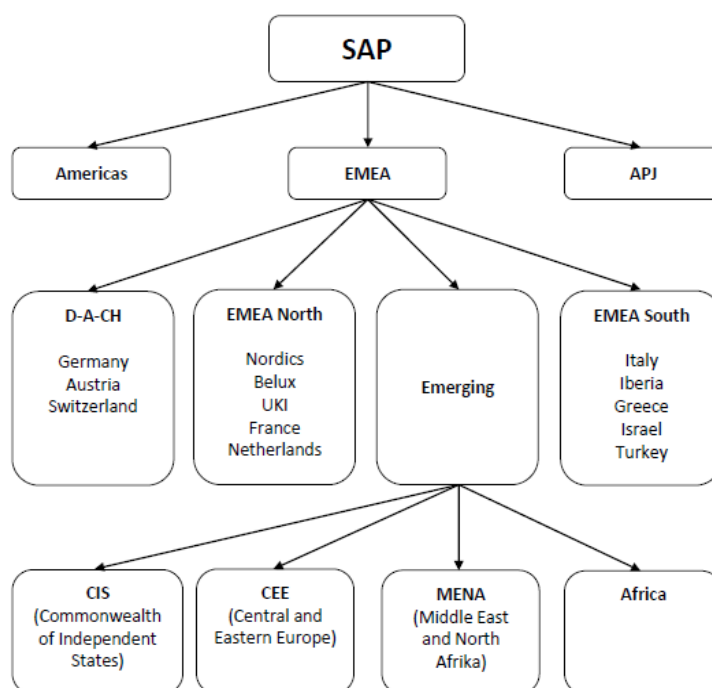 SAP
Americas
EMEA
APJ
D-A-CH
Germany
Austria
Switzerland
EMEA North
Nordics
Belux
UKI
France
Netherlands
Emerging
EMEA South
Italy
Iberia
Greece
Israel
Turkey
CIS
(Commonwealth
of Independent
States)
CEE
(Central and
Eastern Europe)
MENA
(Middle East
and North
Afrika)
Africa